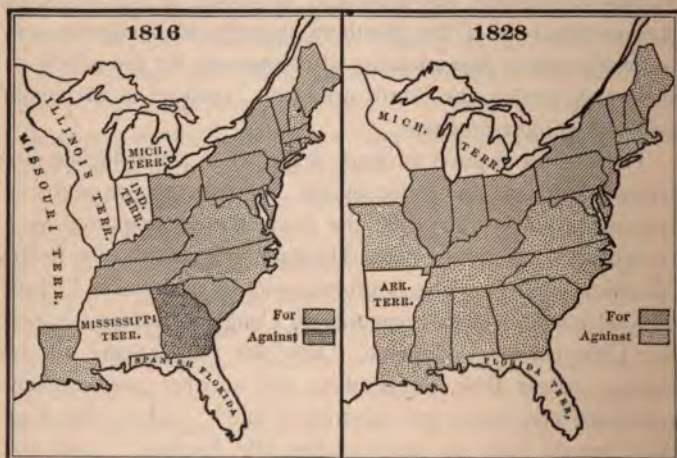 1816
ILLINOIS TERR.
MISSOURI TERR.
MICH.
TERR.
IND.
TERR.
MISSISSIPPI
TERR.
SPANISH FLORIDA
For
Against
1828
MICH. TERR.
ARK.
TERR.
FLORIDA TERR.
For
Against